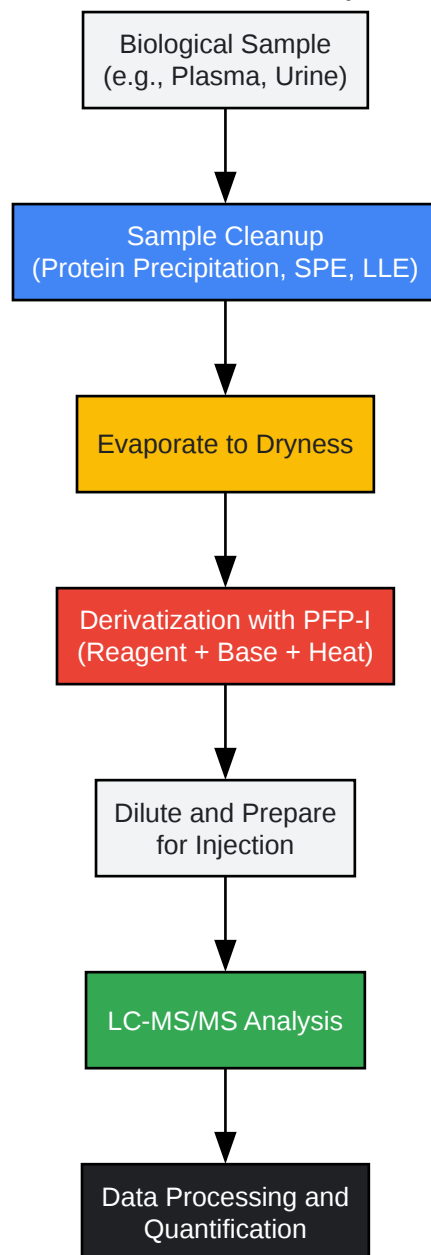 Biological Sample
(e.g., Plasma, Urine)
Sample Cleanup
(Protein Precipitation, SPE, LLE)
Evaporate to Dryness
Derivatization with PFP-I
(Reagent + Base + Heat)
Dilute and Prepare
for Injection
LC-MS/MS Analysis
Data Processing and
Quantification